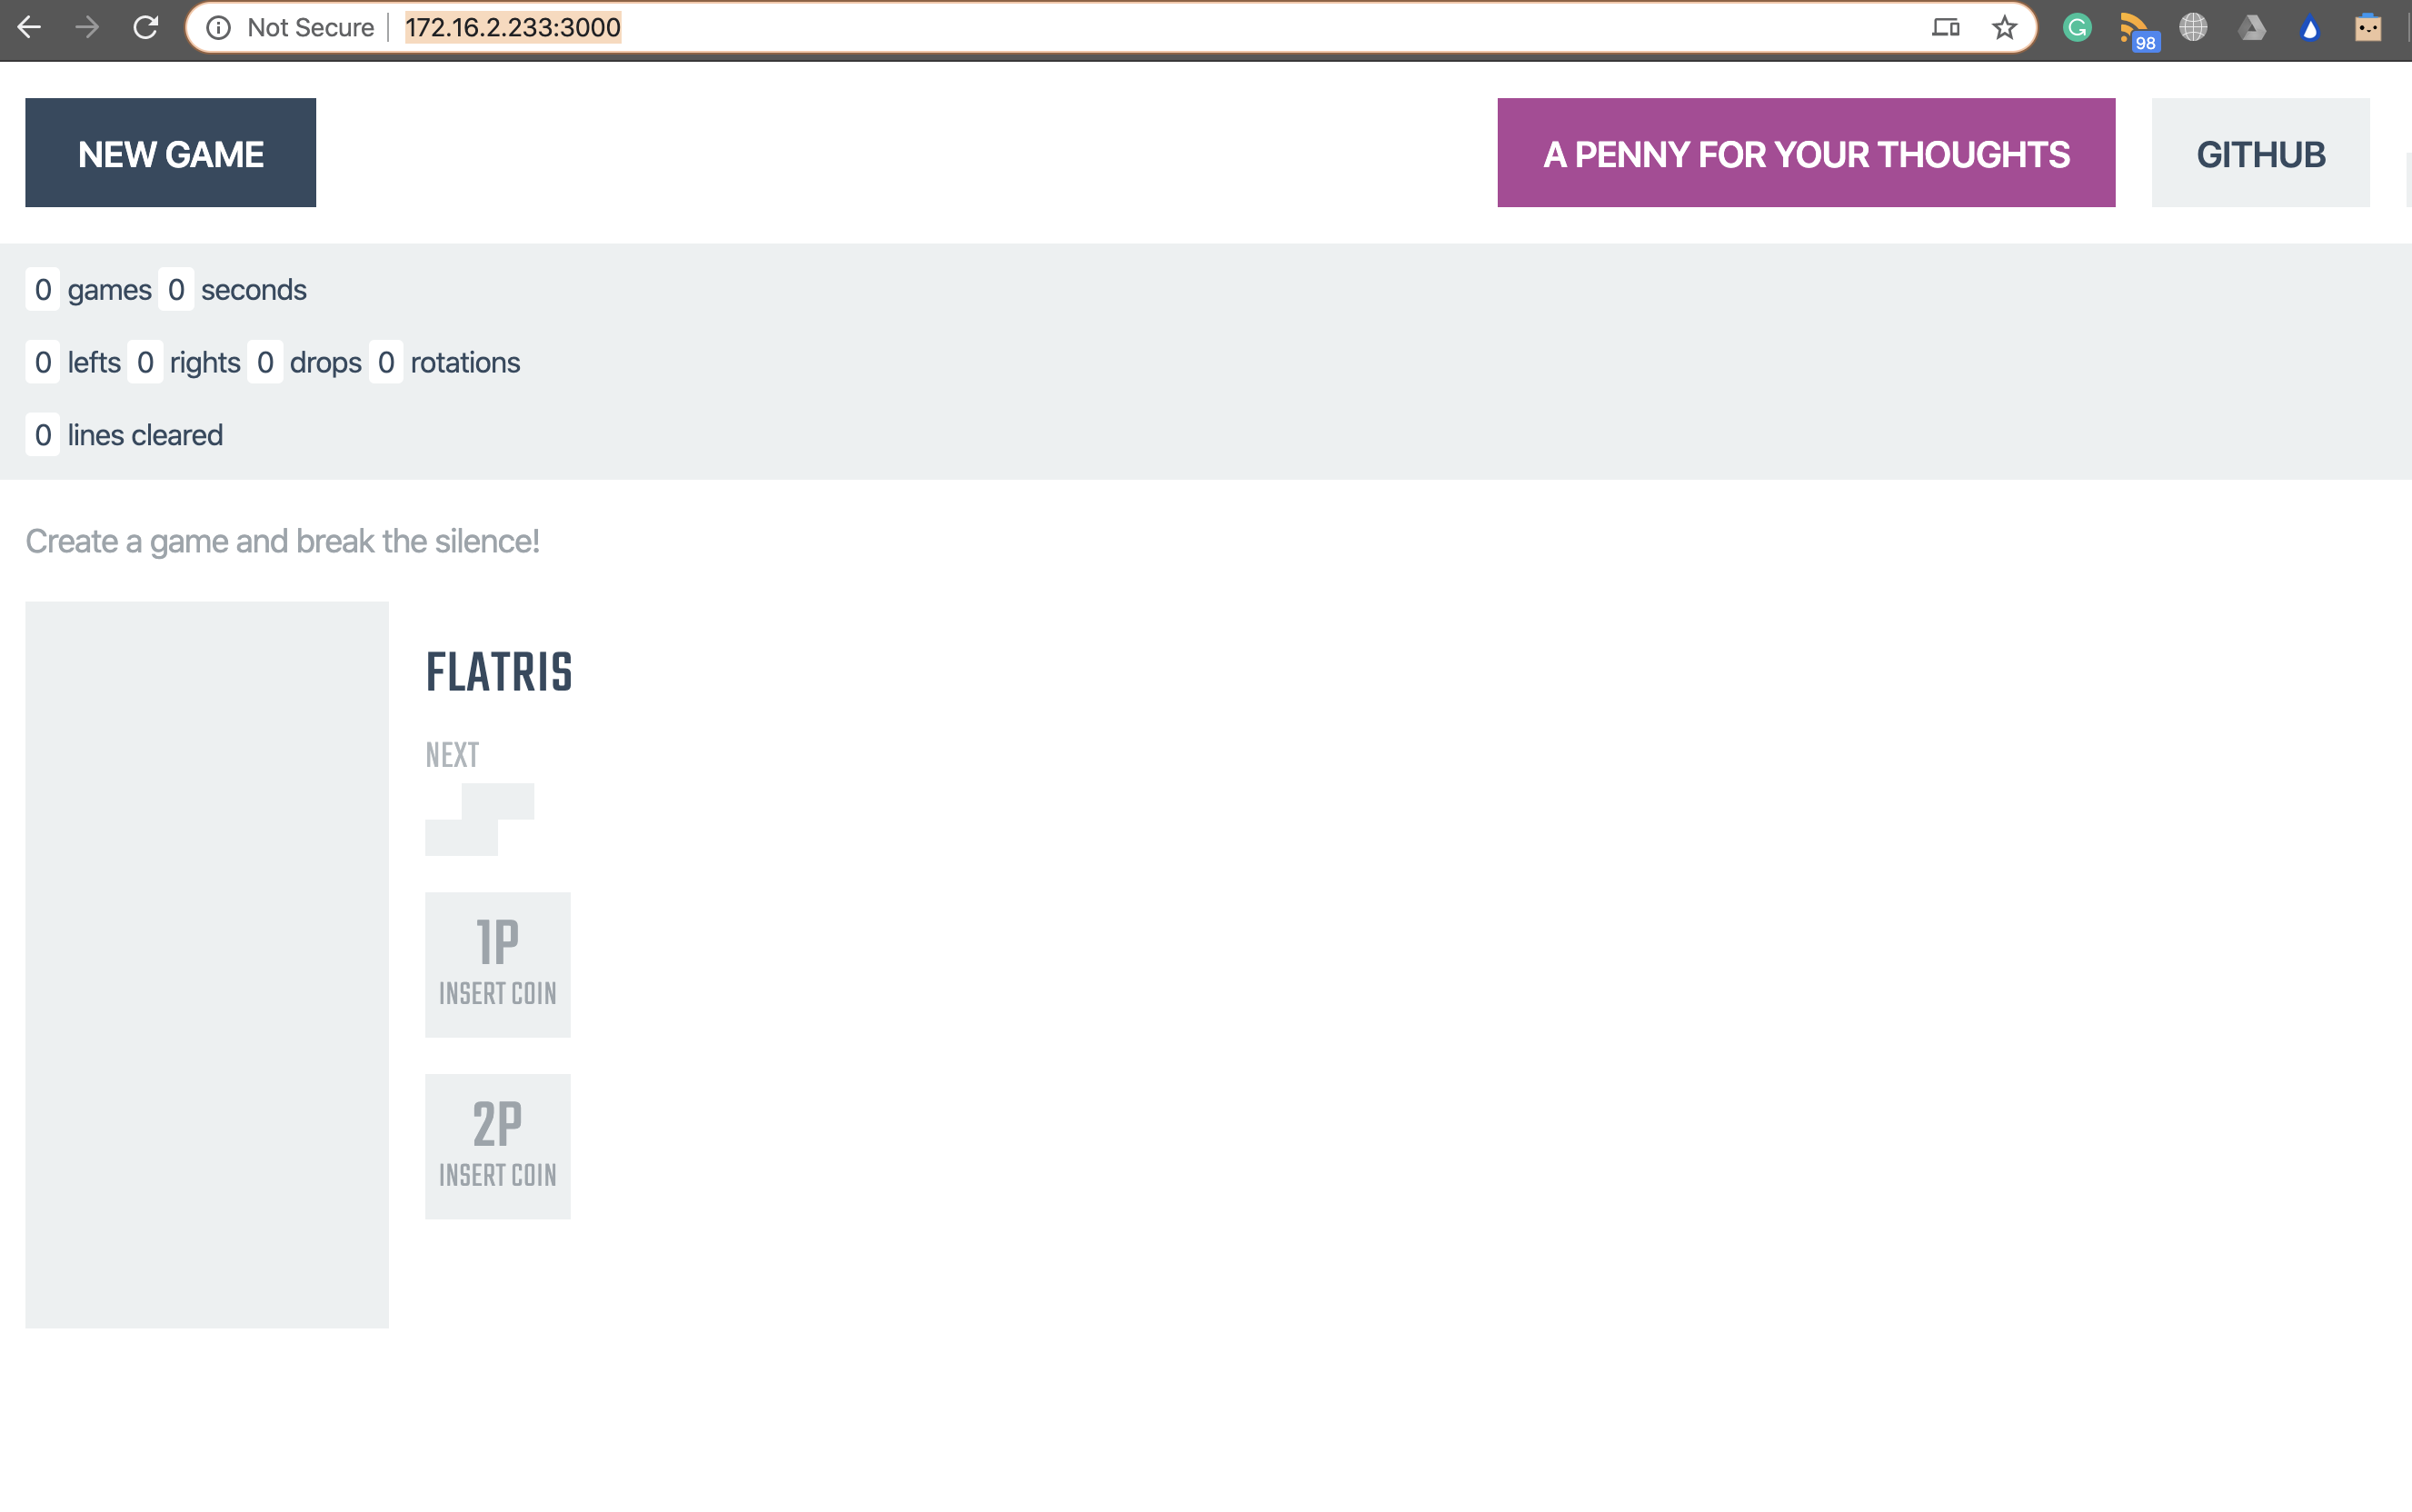 Not Secure 172.16.2.233:3000
98
NEW GAME
A PENNY FOR YOUR THOUGHTS
GITHUB
0 games 0 seconds
0 lefts 0 rights 0 drops 0 rotations
0 lines cleared
Create a game and break the silence!
FLATRIS
NEXT
1P
INSERT COIN
2P
INSERT COIN